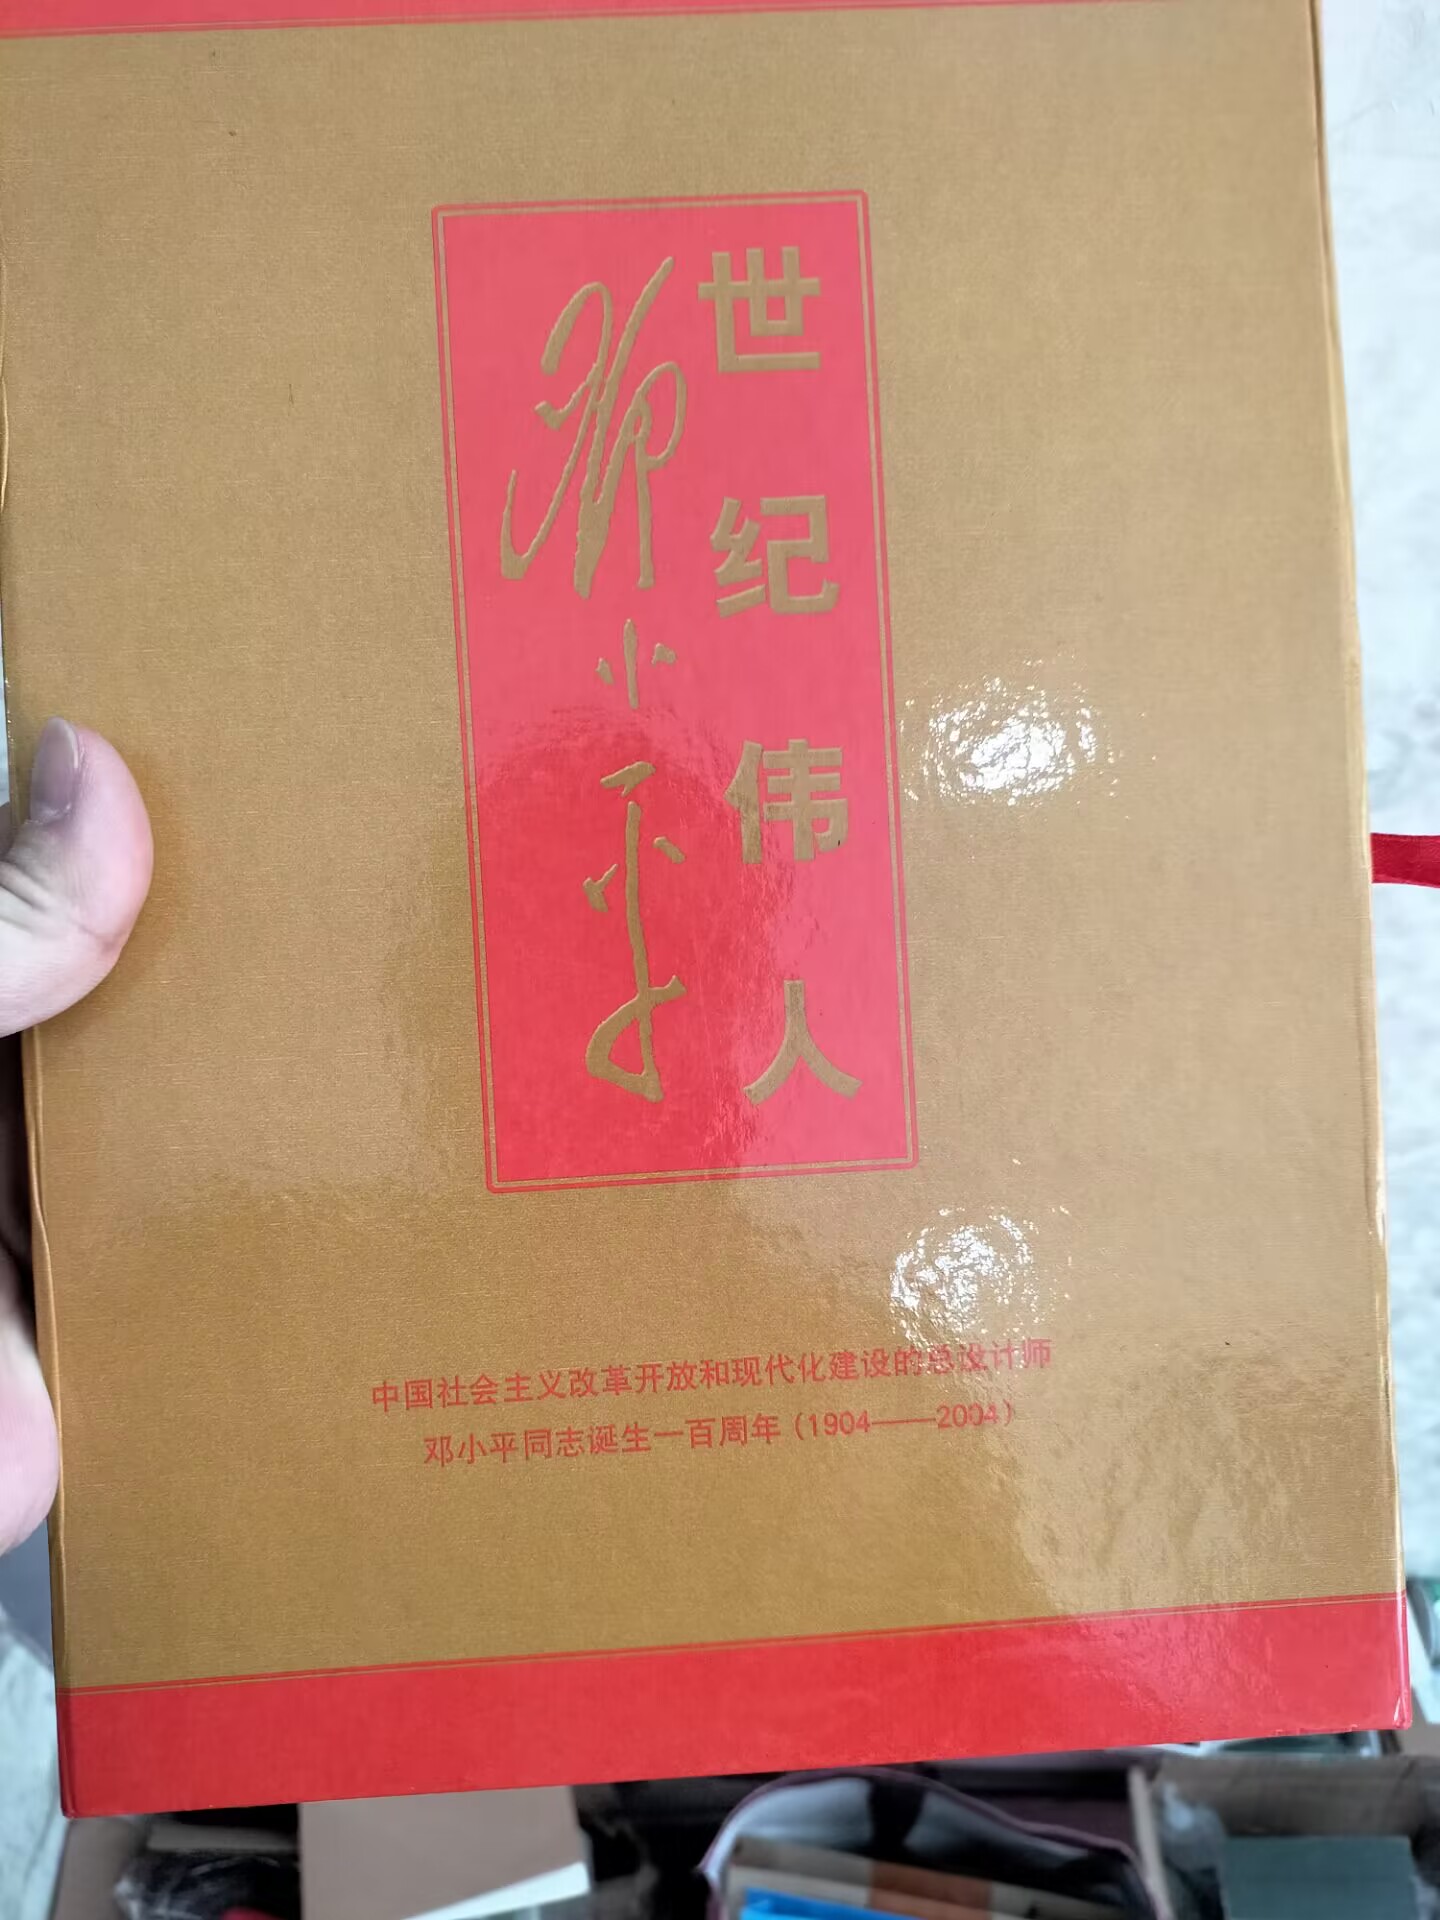 世纪伟人
邓小平
中国社会主义改革开放和现代化建设的总设计师
邓小平同志诞生一百周年（1904——2004）